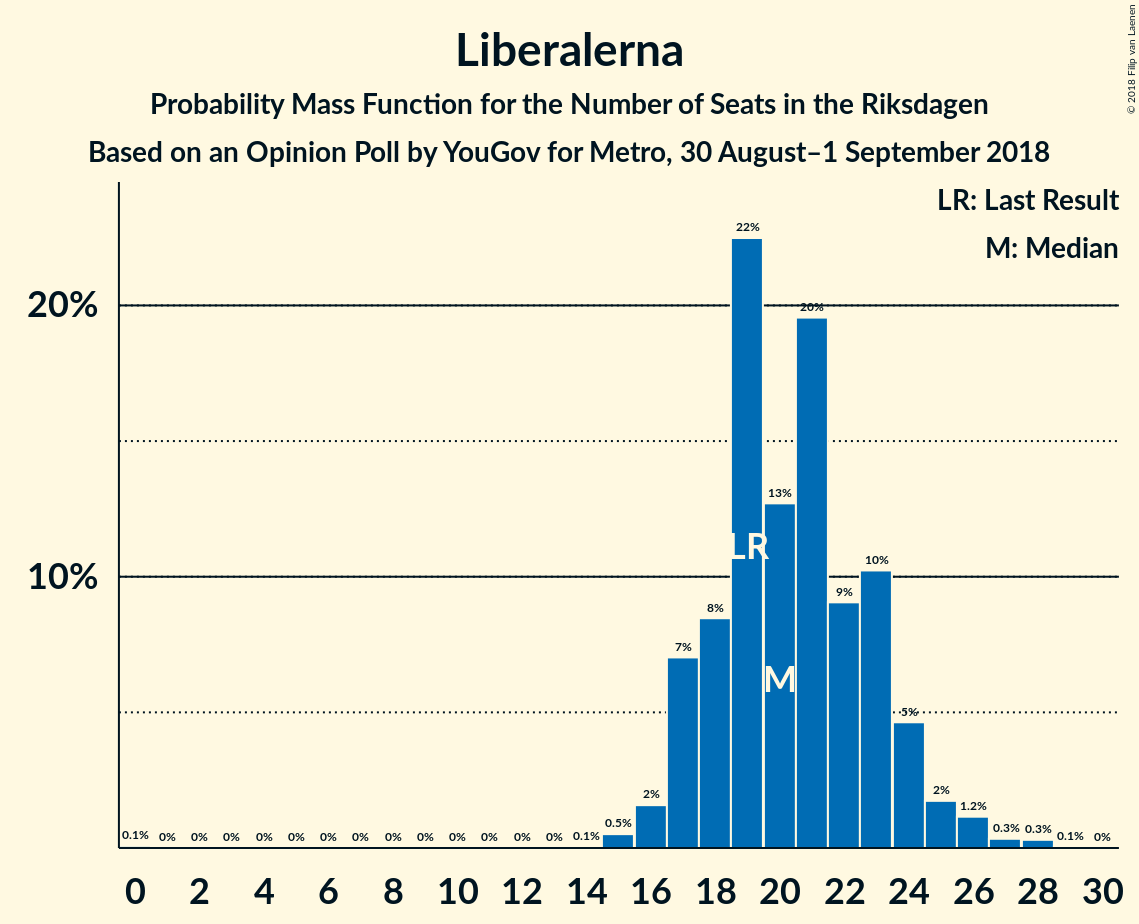 © 2018 Filip van Laenen
Liberalerna
Probability Mass Function for the Number of Seats in the Riksdagen
Based on an Opinion Poll by YouGov for Metro, 30 August–1 September 2018
LR: Last Result
M: Median
22%
20%
20%
13%
LR
10%
10%
9%
8%
7%
M
5%
2%
2%
1.2%
0.5%
0.3%
0.3%
0.1% 0% 0% 0% 0% 0% 0% 0% 0% 0% 0% 0% 0% 0% 0.1% 0.1% 0%
0 2 4 6 8 10 12 14 16 18 20 22 24 26 28 30